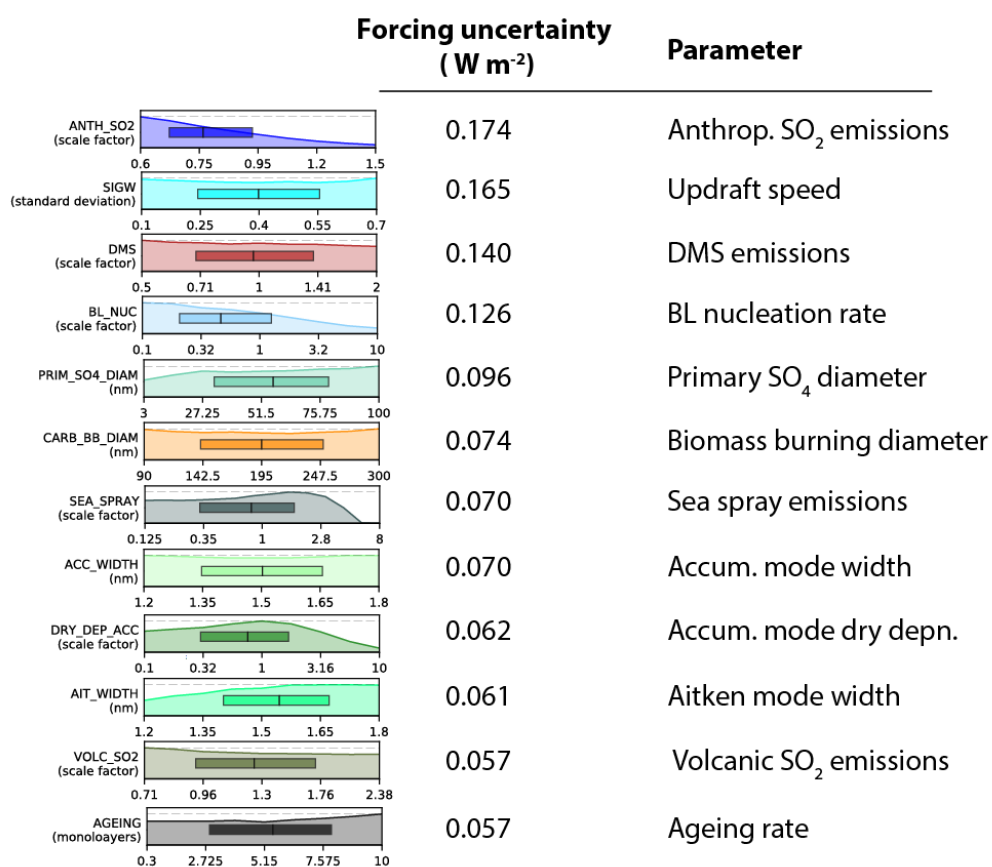 Forcing uncertainty
( W m⁻²)
Parameter
ANTH_SO2
(scale factor)
0.6 0.75 0.95 1.2 1.5
0.174
Anthrop. SO₂ emissions
SIGW
(standard deviation)
0.1 0.25 0.4 0.55 0.7
0.165
Updraft speed
DMS
(scale factor)
0.5 0.71 1 1.41 2
0.140
DMS emissions
BL_NUC
(scale factor)
0.1 0.32 1 3.2 10
0.126
BL nucleation rate
PRIM_SO4_DIAM
(nm)
3 27.25 51.5 75.75 100
0.096
Primary SO₄ diameter
CARB_BB_DIAM
(nm)
90 142.5 195 247.5 300
0.074
Biomass burning diameter
SEA_SPRAY
(scale factor)
0.125 0.35 1 2.8 8
0.070
Sea spray emissions
ACC_WIDTH
(nm)
1.2 1.35 1.5 1.65 1.8
0.070
Accum. mode width
DRY_DEP_ACC
(scale factor)
0.1 0.32 1 3.16 10
0.062
Accum. mode dry depn.
AIT_WIDTH
(nm)
1.2 1.35 1.5 1.65 1.8
0.061
Aitken mode width
VOLC_SO2
(scale factor)
0.71 0.96 1.3 1.76 2.38
0.057
Volcanic SO₂ emissions
AGEING
(monoloayers)
0.3 2.725 5.15 7.575 10
0.057
Ageing rate